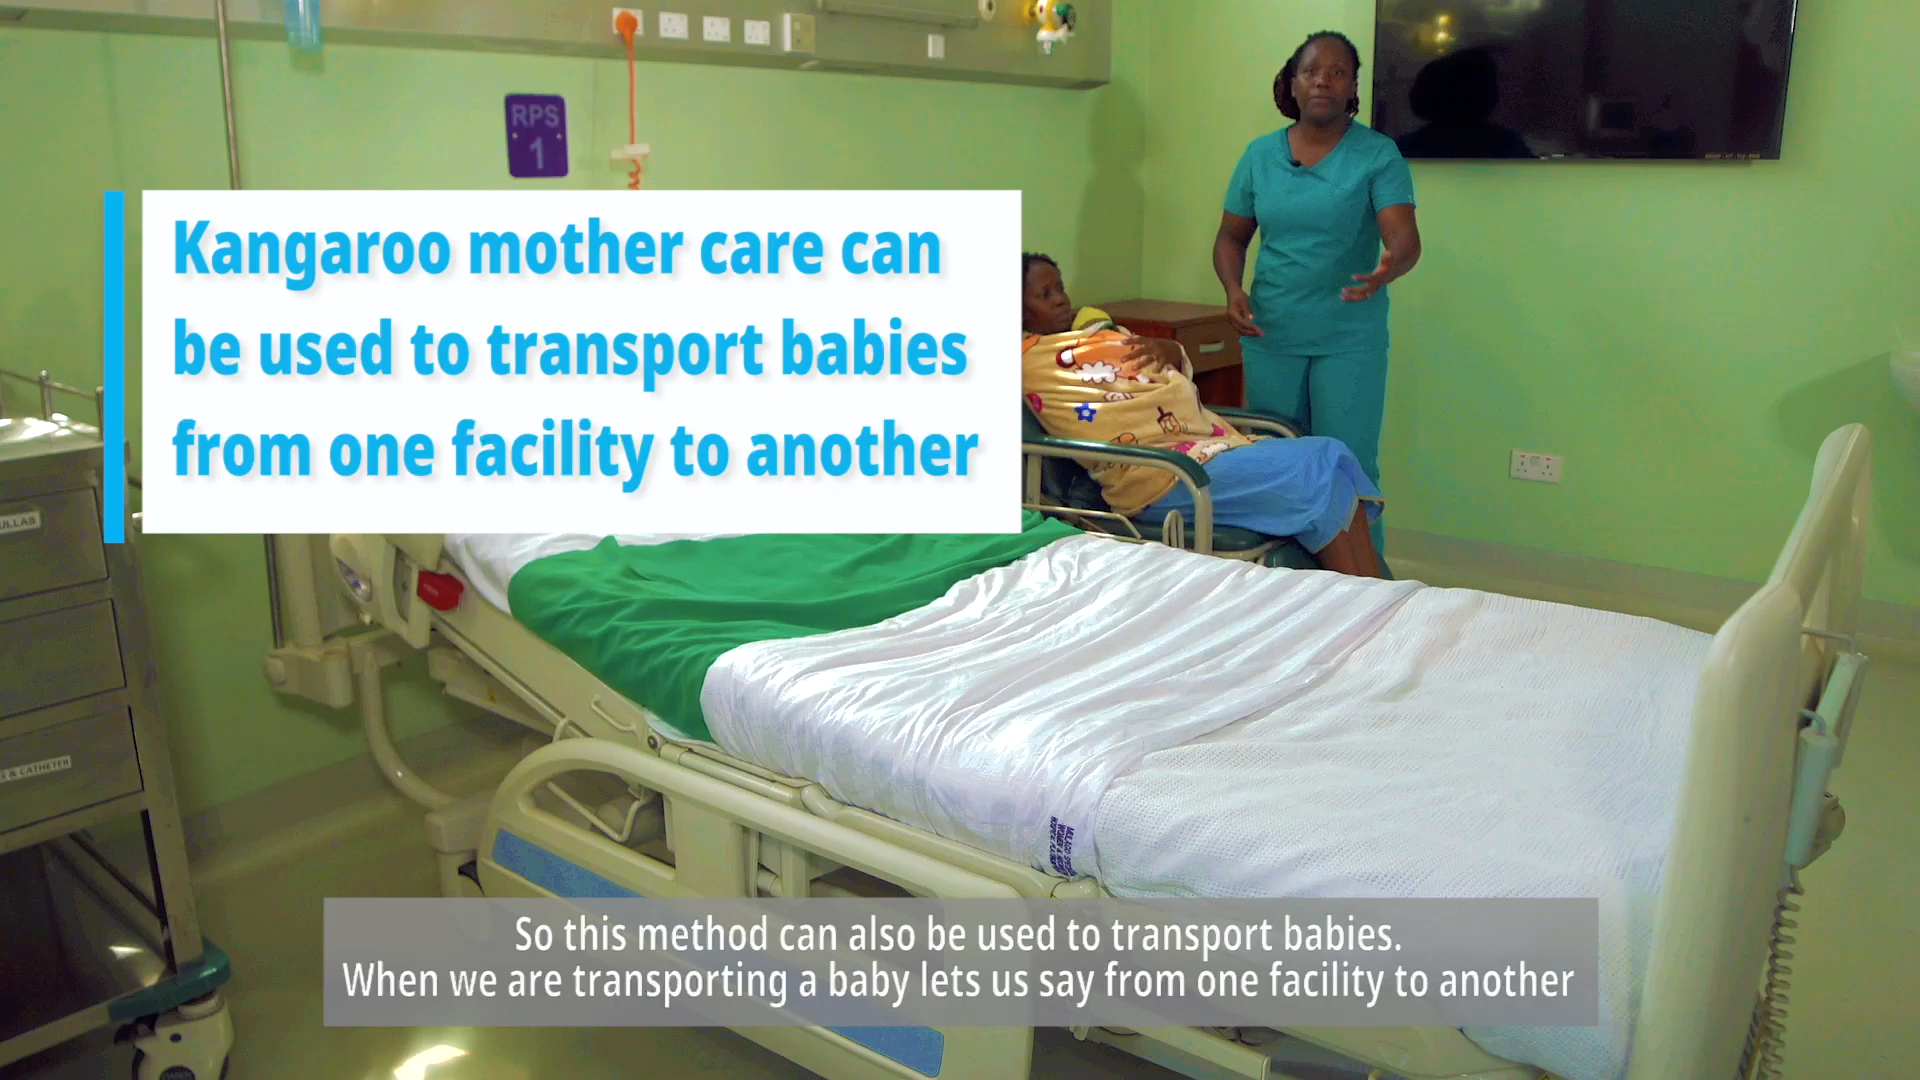 RPS
1
Kangaroo mother care can
be used to transport babies
from one facility to another
ULLAS
S & CATHETER
So this method can also be used to transport babies.
When we are transporting a baby lets us say from one facility to another